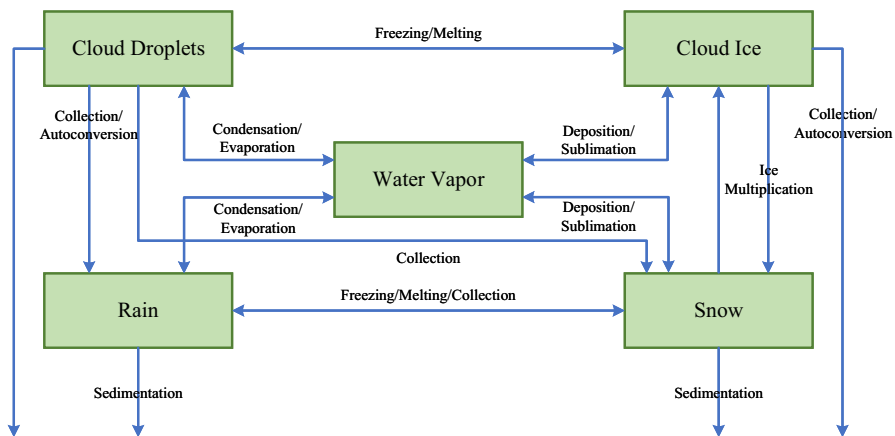 Cloud Droplets
Freezing/Melting
Cloud Ice
Collection/
Autoconversion
Condensation/
Evaporation
Deposition/
Sublimation
Collection/
Autoconversion
Water Vapor
Ice
Multiplication
Condensation/
Evaporation
Deposition/
Sublimation
Collection
Rain
Freezing/Melting/Collection
Snow
Sedimentation
Sedimentation